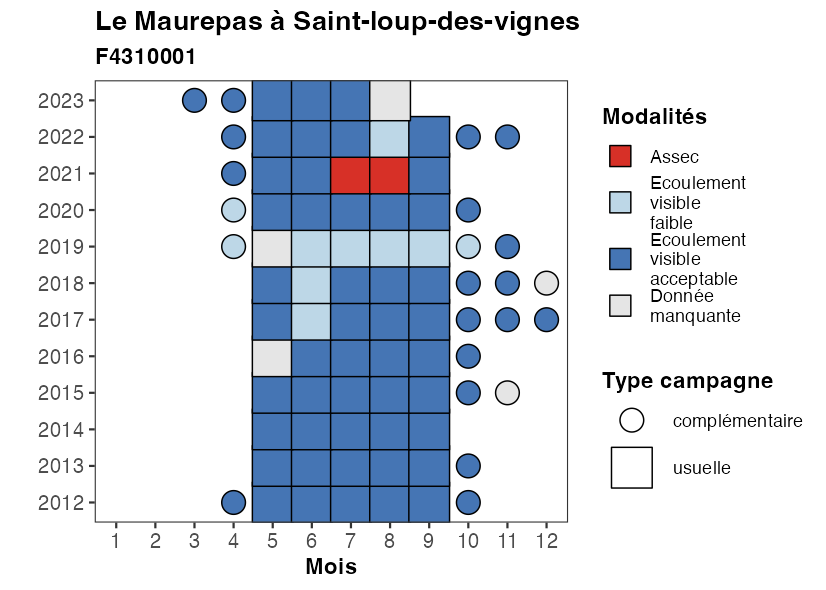 Le Maurepas à Saint-loup-des-vignes
F4310001
2023
2022
2021
2020
2019
2018
2017
2016
2015
2014
2013
2012
1 2 3 4 5 6 7 8 9 10 11 12
Mois
Modalités
Assec
Ecoulement
visible
faible
Ecoulement
visible
acceptable
Donnée
manquante
Type campagne
complémentaire
usuelle